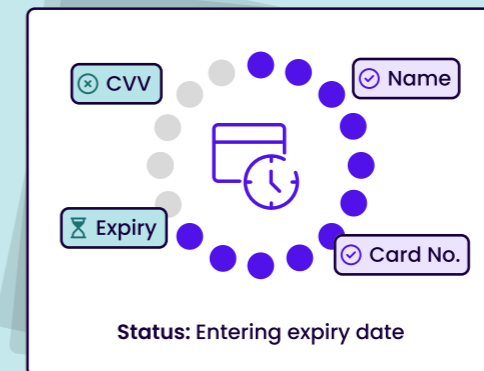 CVV
Name
Expiry
Card No.
Status: Entering expiry date